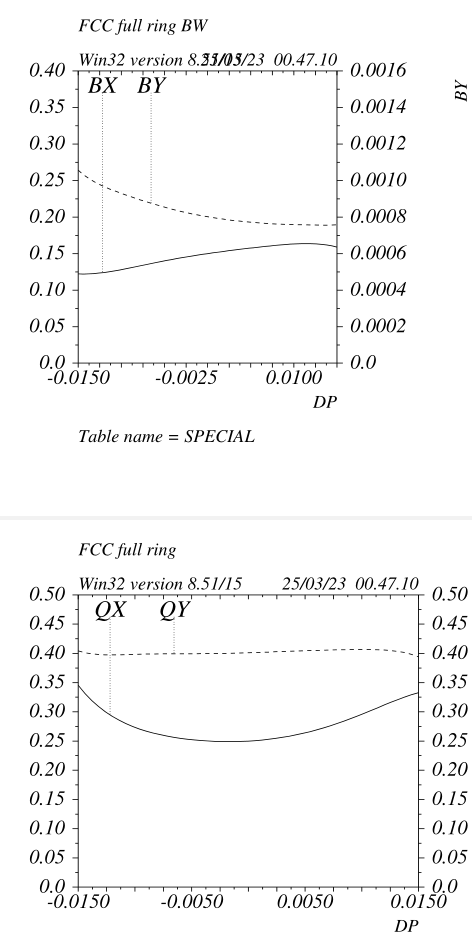 FCC full ring BW
Win32 version 8.51/15 25/03/23 00.47.10
0.40 BX BY 0.0016 BY
0.35 0.0014
0.30 0.0012
0.25 0.0010
0.20 0.0008
0.15 0.0006
0.10 0.0004
0.05 0.0002
0.0 0.0
-0.0150 -0.0025 0.0100
DP
Table name = SPECIAL
FCC full ring
Win32 version 8.51/15 25/03/23 00.47.10
0.50 QX QY 0.50
0.45 0.45
0.40 0.40
0.35 0.35
0.30 0.30
0.25 0.25
0.20 0.20
0.15 0.15
0.10 0.10
0.05 0.05
0.0 0.0
-0.0150 -0.0050 0.0050 0.0150
DP